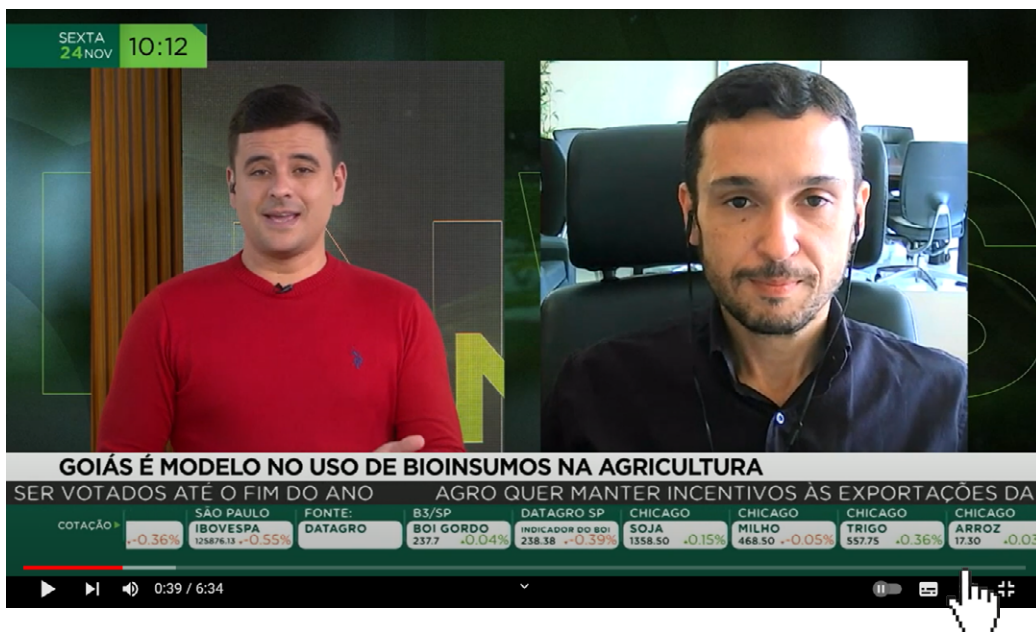 SEXTA
24 NOV 10:12
GOIÁS É MODELO NO USO DE BIOINSUMOS NA AGRICULTURA
SER VOTADOS ATÉ O FIM DO ANO AGRO QUER MANTER INCENTIVOS ÀS EXPORTAÇÕES DA
SÃO PAULO FONTE: B3/SP DATAGRO SP CHICAGO CHICAGO CHICAGO CHICAGO
COTAÇÃO IBOVESPA DATAGRO BOI GORDO INDICADOR DO BOI SOJA MILHO TRIGO ARROZ
-0.36% 125876.13 -0.55% 237.7 0.04% 238.38 -0.39% 1358.50 0.15% 468.50 -0.05% 557.75 0.36% 17.30 0.03
0:39 / 6:34